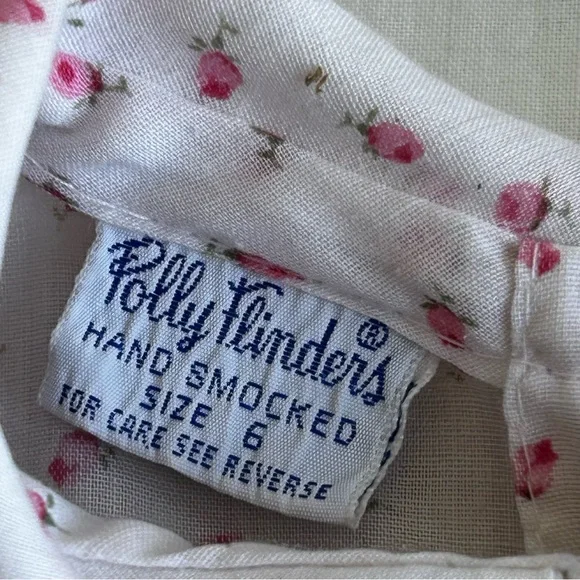 Polly Flinders®
HAND SMOCKED
SIZE 6
FOR CARE SEE REVERSE